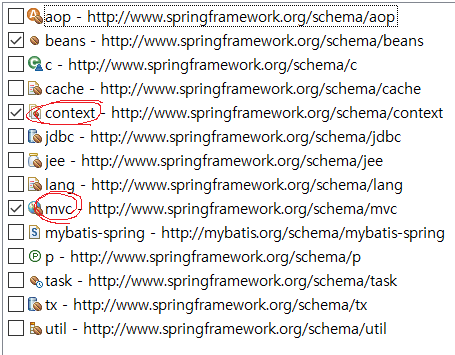 aop - http://www.springframework.org/schema/aop
beans - http://www.springframework.org/schema/beans
c - http://www.springframework.org/schema/c
cache - http://www.springframework.org/schema/cache
context - http://www.springframework.org/schema/context
jdbc - http://www.springframework.org/schema/jdbc
jee - http://www.springframework.org/schema/jee
lang - http://www.springframework.org/schema/lang
mvc - http://www.springframework.org/schema/mvc
mybatis-spring - http://mybatis.org/schema/mybatis-spring
p - http://www.springframework.org/schema/p
task - http://www.springframework.org/schema/task
tx - http://www.springframework.org/schema/tx
util - http://www.springframework.org/schema/util